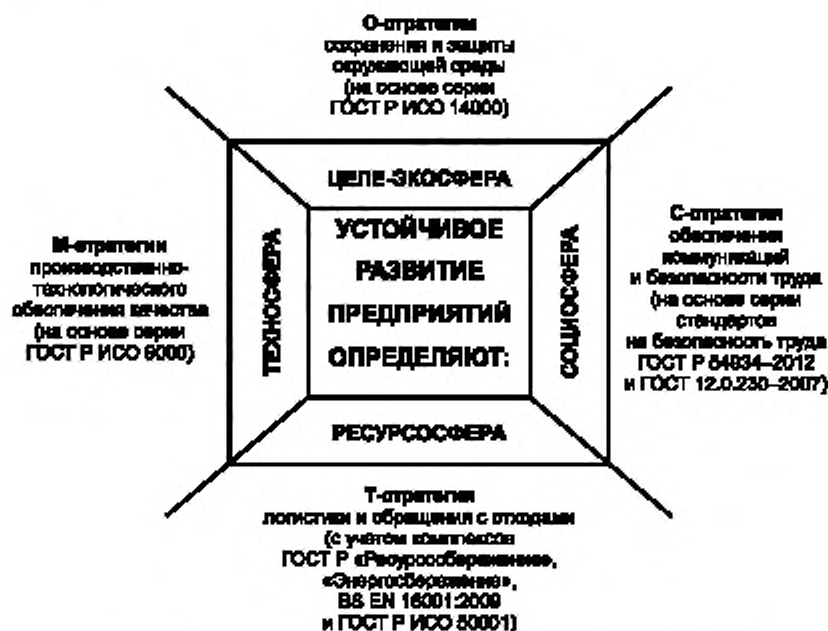 О-стратегии
сохранения и защиты
окружающей среды
(на основе серии
ГОСТ Р ИСО 14000)
ЦЕЛЕ-ЭКОСФЕРА
М-стратегии
производственно-
технологического
обеспечения качества
(на основе серии
ГОСТ Р ИСО 9000)
ТЕХНОСФЕРА
УСТОЙЧИВОЕ
РАЗВИТИЕ
ПРЕДПРИЯТИЙ
ОПРЕДЕЛЯЮТ:
СОЦИОСФЕРА
С-стратегия
обеспечения
коммуникаций
и безопасности труда
(на основе серии
стандартов
на безопасность труда
ГОСТ Р 54934–2012
и ГОСТ 12.0.230–2007)
РЕСУРСОСФЕРА
Т-стратегия
логистики и обращения с отходами
(с учетом комплексов
ГОСТ Р «Ресурсосбережение»,
«Энергосбережение»,
BS EN 16001:2009
и ГОСТ Р ИСО 50001)